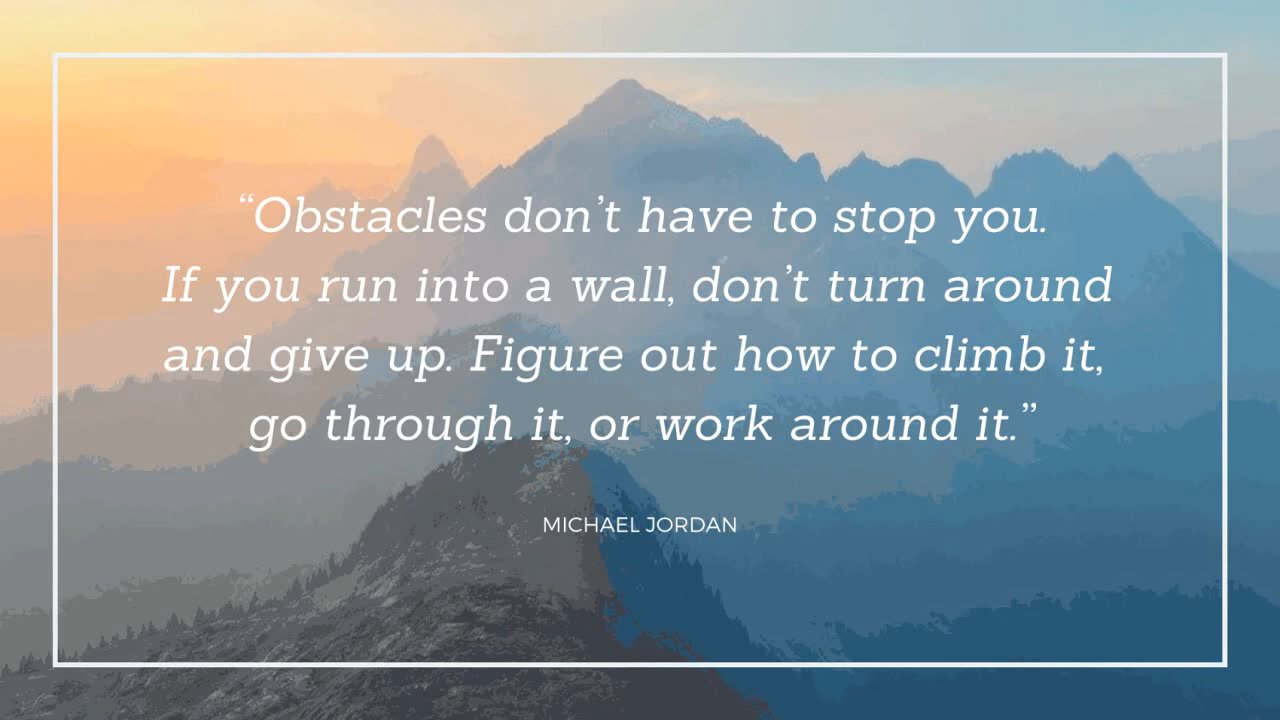 “Obstacles don’t have to stop you.
If you run into a wall, don’t turn around
and give up. Figure out how to climb it,
go through it, or work around it.”
MICHAEL JORDAN